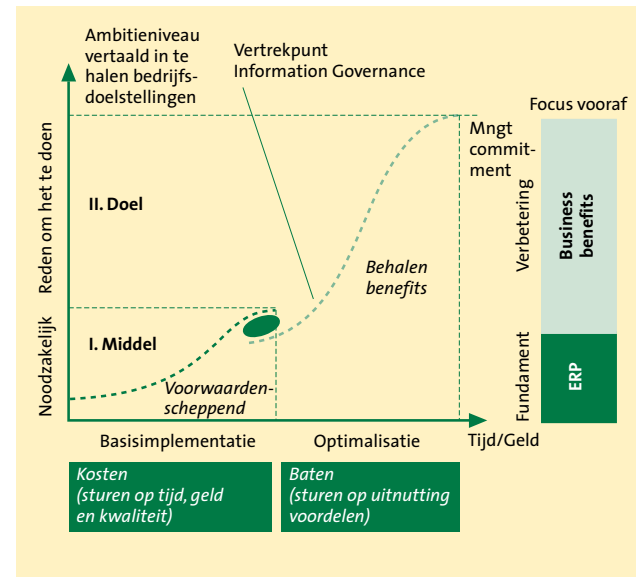 Ambitieniveau
vertaald in te
halen bedrijfs-
doelstellingen
Vertrekpunt
Information Governance
Focus vooraf
Mngt
commit-
ment
Reden om het te doen
II. Doel
Verbetering
Business
benefits
Behalen
benefits
Noodzakelijk
I. Middel
Fundament
ERP
Voorwaarden-
scheppend
Basisimplementatie
Optimalisatie
Tijd/Geld
Kosten
(sturen op tijd, geld
en kwaliteit)
Baten
(sturen op uitnutting
voordelen)